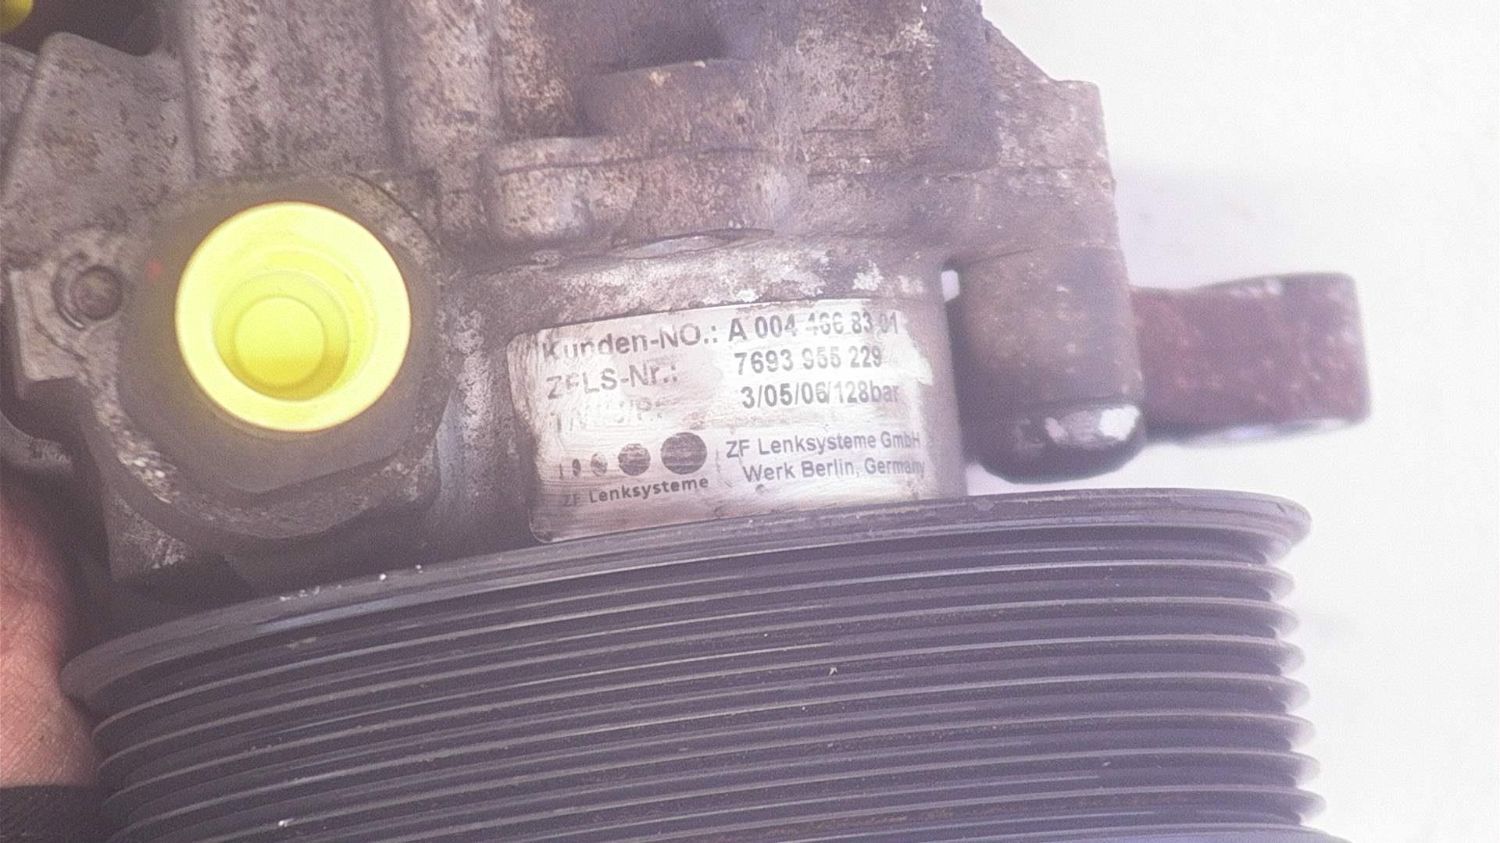 Kunden-NO.: A 004 466 83 01
ZFLS-Nr.: 7693 955 229
3/05/06/128bar
ZF Lenksysteme GmbH
Werk Berlin, Germany
ZF Lenksysteme